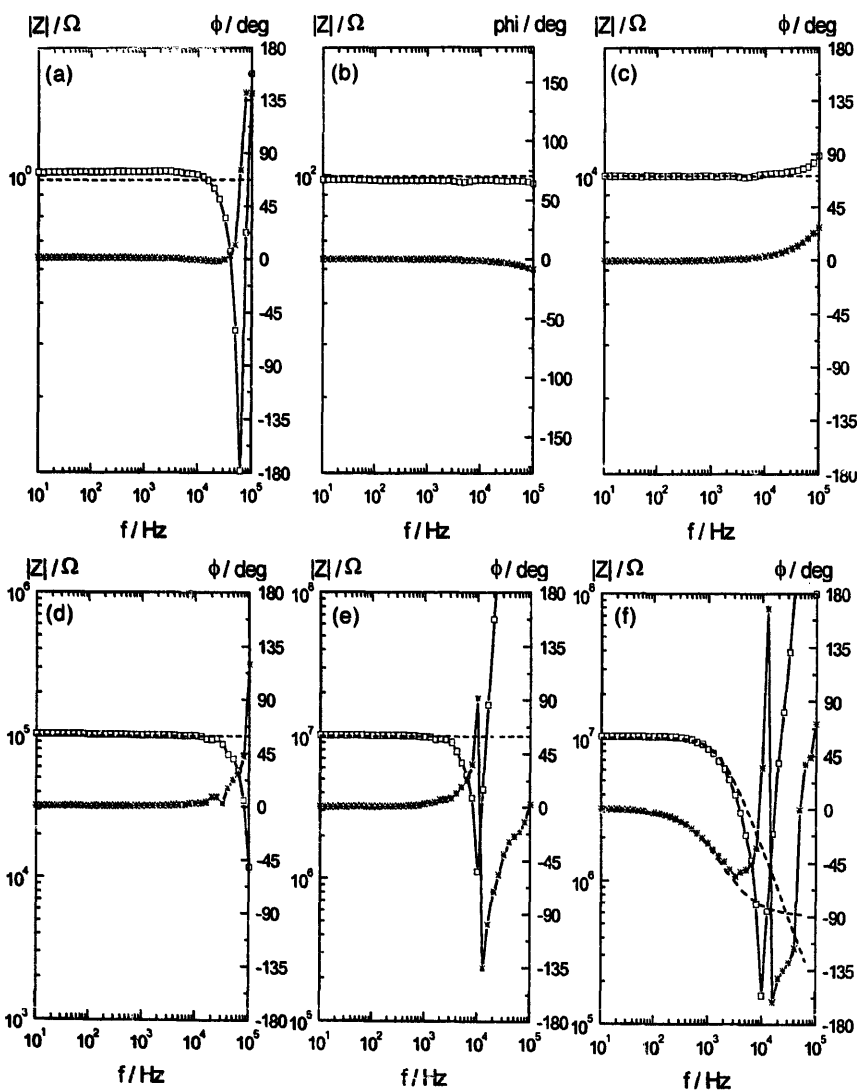 |Z| / Ω ϕ / deg
(a)
10⁰
180
135
90
45
0
-45
-90
-135
-180
10¹ 10² 10³ 10⁴ 10⁵
f / Hz
|Z| / Ω phi / deg
(b)
10²
150
100
50
0
-50
-100
-150
10¹ 10² 10³ 10⁴ 10⁵
f / Hz
|Z| / Ω ϕ / deg
(c)
10⁴
180
135
90
45
0
-45
-90
-135
-180
10¹ 10² 10³ 10⁴ 10⁵
f / Hz
|Z| / Ω ϕ / deg
(d)
10⁶
10⁵
10⁴
10³
180
135
90
45
0
-45
-90
-135
-180
10¹ 10² 10³ 10⁴ 10⁵
f / Hz
|Z| / Ω ϕ / deg
(e)
10⁸
10⁷
10⁶
10⁵
180
135
90
45
0
-45
-90
-135
-180
10¹ 10² 10³ 10⁴ 10⁵
f / Hz
|Z| / Ω ϕ / deg
(f)
10⁸
10⁷
10⁶
10⁵
180
135
90
45
0
-45
-90
-135
-180
10¹ 10² 10³ 10⁴ 10⁵
f / Hz